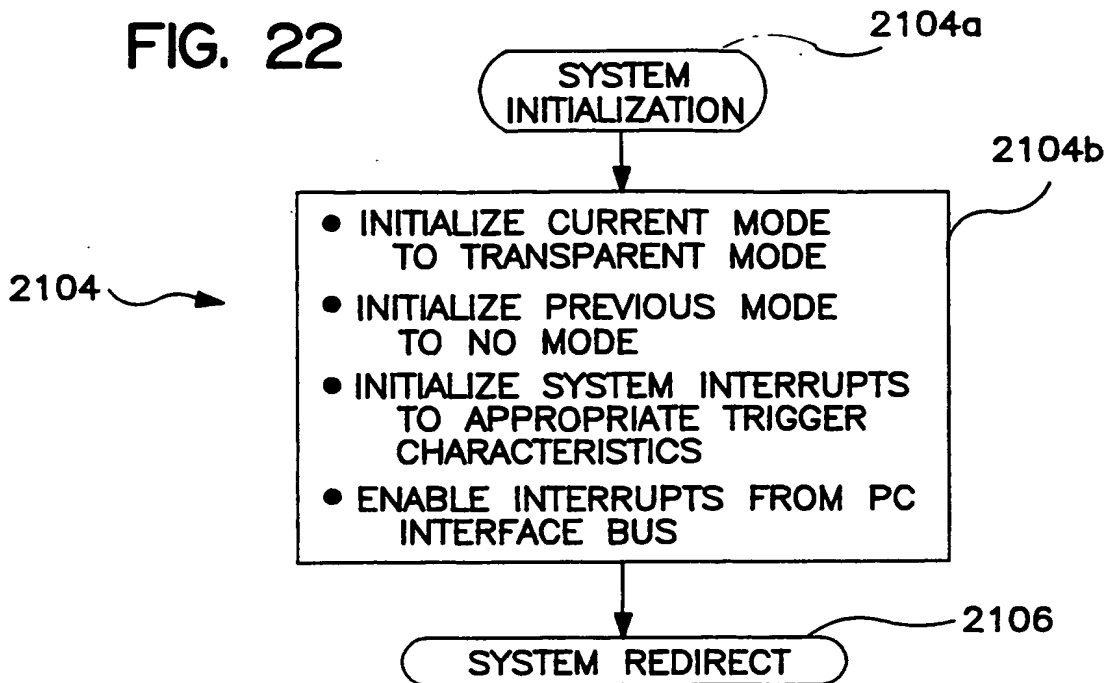 FIG. 22
2104a
SYSTEM
INITIALIZATION
2104b
● INITIALIZE CURRENT MODE
TO TRANSPARENT MODE
2104
● INITIALIZE PREVIOUS MODE
TO NO MODE
● INITIALIZE SYSTEM INTERRUPTS
TO APPROPRIATE TRIGGER
CHARACTERISTICS
● ENABLE INTERRUPTS FROM PC
INTERFACE BUS
2106
SYSTEM REDIRECT